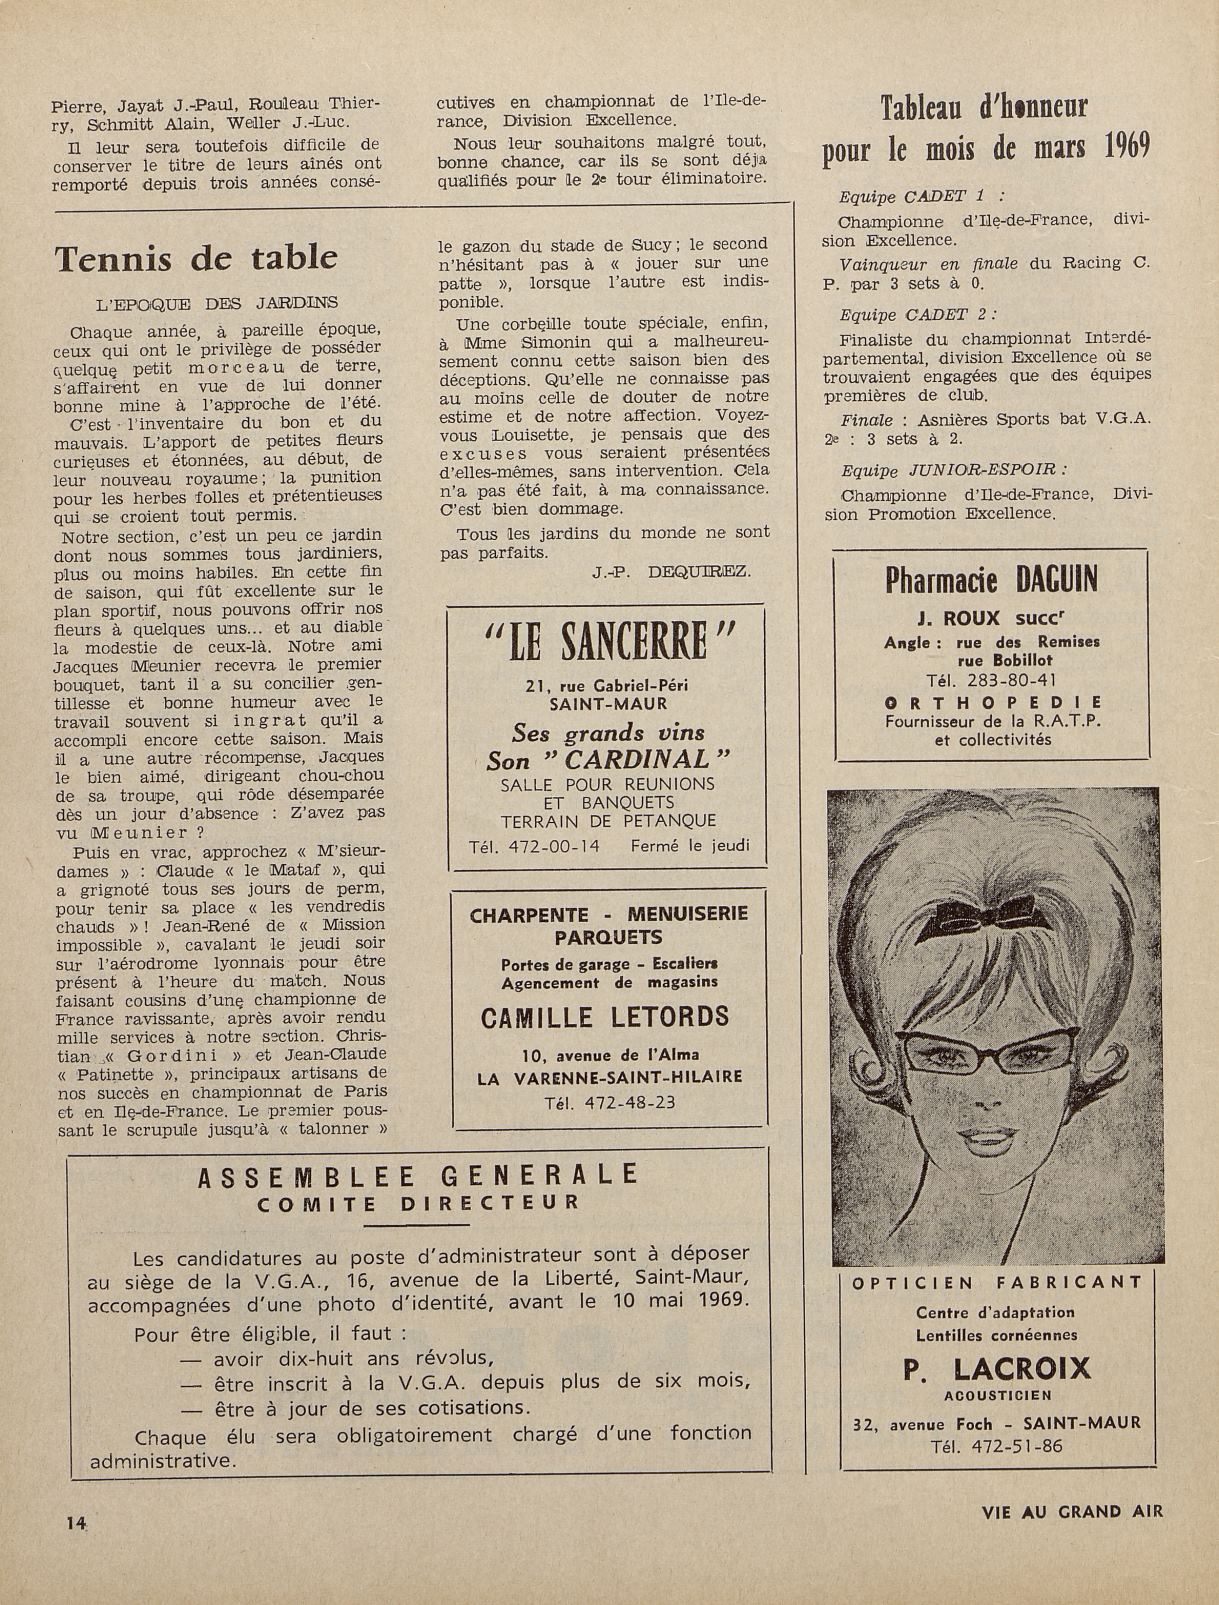 Pierre, Jayat J.-Paul, Rouleau Thier-
ry, Schmitt Alain, Weller J.-Luc.
Il leur sera toutefois difficile de
conserver le titre de leurs aînés ont
remporté depuis trois années consé-
cutives en championnat de l'Ile-de-
rance, Division Excellence.
Nous leur souhaitons malgré tout,
bonne chance, car ils se sont déja
qualifiés pour le 2e tour éliminatoire.
Tennis de table
L'EPOQUE DES JARDINS
Chaque année, à pareille époque,
ceux qui ont le privilège de posséder
quelque petit morceau de terre,
s'affairent en vue de lui donner
bonne mine à l'approche de l'été.
C'est l'inventaire du bon et du
mauvais. L'apport de petites fleurs
curieuses et étonnées, au début, de
leur nouveau royaume; la punition
pour les herbes folles et prétentieuses
qui se croient tout permis.
Notre section, c'est un peu ce jardin
dont nous sommes tous jardiniers,
plus ou moins habiles. En cette fin
de saison, qui fût excellente sur le
plan sportif, nous pouvons offrir nos
fleurs à quelques uns... et au diable
la modestie de ceux-là. Notre ami
Jacques Meunier recevra le premier
bouquet, tant il a su concilier gen-
tillesse et bonne humeur avec le
travail souvent si ingrat qu'il a
accompli encore cette saison. Mais
il a une autre récompense, Jacques
le bien aimé, dirigeant chou-chou
de sa troupe, qui rôde désemparée
dès un jour d'absence : Z'avez pas
vu Meunier ?
Puis en vrac, approchez « M'sieur-
dames » : Claude « le Mataf », qui
a grignoté tous ses jours de perm,
pour tenir sa place « les vendredis
chauds » ! Jean-René de « Mission
impossible », cavalant le jeudi soir
sur l'aérodrome lyonnais pour être
présent à l'heure du match. Nous
faisant cousins d'une championne de
France ravissante, après avoir rendu
mille services à notre section. Chris-
tian « Gordini » et Jean-Claude
« Patinette », principaux artisans de
nos succès en championnat de Paris
et en Ile-de-France. Le premier pous-
sant le scrupule jusqu'à « talonner »
le gazon du stade de Sucy; le second
n'hésitant pas à « jouer sur une
patte », lorsque l'autre est indis-
ponible.
Une corbeille toute spéciale, enfin,
à Mme Simonin qui a malheureu-
sement connu cette saison bien des
déceptions. Qu'elle ne connaisse pas
au moins celle de douter de notre
estime et de notre affection. Voyez-
vous Louisette, je pensais que des
excuses vous seraient présentées
d'elles-mêmes, sans intervention. Cela
n'a pas été fait, à ma connaissance.
C'est bien dommage.
Tous les jardins du monde ne sont
pas parfaits.
J.-P. DEQUIREZ.
"LE SANCERRE"
21, rue Gabriel-Péri
SAINT-MAUR
Ses grands vins
Son "CARDINAL"
SALLE POUR REUNIONS
ET BANQUETS
TERRAIN DE PETANQUE
Tél. 472-00-14 Fermé le jeudi
CHARPENTE - MENUISERIE
PARQUETS
Portes de garage - Escaliers
Agencement de magasins
CAMILLE LETORDS
10, avenue de l'Alma
LA VARENNE-SAINT-HILAIRE
Tél. 472-48-23
ASSEMBLEE GENERALE
COMITE DIRECTEUR
Les candidatures au poste d'administrateur sont à déposer
au siège de la V.G.A., 16, avenue de la Liberté, Saint-Maur,
accompagnées d'une photo d'identité, avant le 10 mai 1969.
Pour être éligible, il faut :
— avoir dix-huit ans révolus,
— être inscrit à la V.G.A. depuis plus de six mois,
— être à jour de ses cotisations.
Chaque élu sera obligatoirement chargé d'une fonction
administrative.
Tableau d'honneur
pour le mois de mars 1969
Equipe CADET 1 :
Championne d'Ile-de-France, divi-
sion Excellence.
Vainqueur en finale du Racing C.
P. par 3 sets à 0.
Equipe CADET 2 :
Finaliste du championnat Interdé-
partemental, division Excellence où se
trouvaient engagées que des équipes
premières de club.
Finale : Asnières Sports bat V.G.A.
2e : 3 sets à 2.
Equipe JUNIOR-ESPOIR :
Championne d'Ile-de-France, Divi-
sion Promotion Excellence.
Pharmacie DAGUIN
J. ROUX succr
Angle : rue des Remises
rue Bobillot
Tél. 283-80-41
ORTHOPEDIE
Fournisseur de la R.A.T.P.
et collectivités
OPTICIEN FABRICANT
Centre d'adaptation
Lentilles cornéennes
P. LACROIX
ACOUSTICIEN
32, avenue Foch - SAINT-MAUR
Tél. 472-51-86
14
VIE AU GRAND AIR